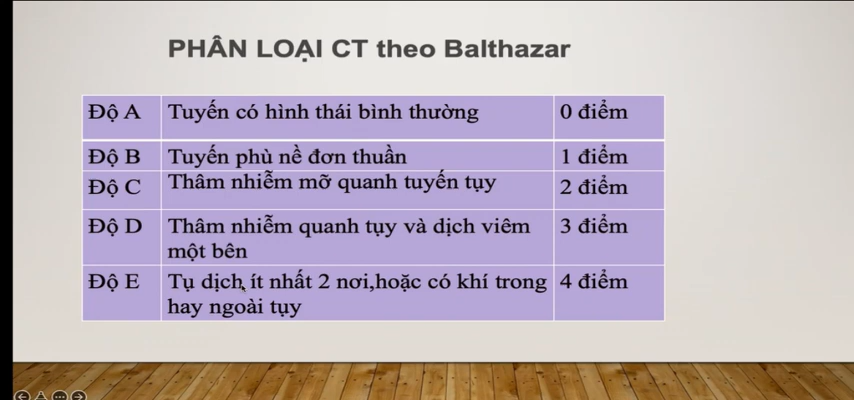 PHÂN LOẠI CT theo Balthazar
Độ A Tuyến có hình thái bình thường 0 điểm
Độ B Tuyến phù nề đơn thuần 1 điểm
Độ C Thâm nhiễm mỡ quanh tuyến tụy 2 điểm
Độ D Thâm nhiễm quanh tụy và dịch viêm 3 điểm
một bên
Độ E Tụ dịch, ít nhất 2 nơi,hoặc có khí trong 4 điểm
hay ngoài tụy